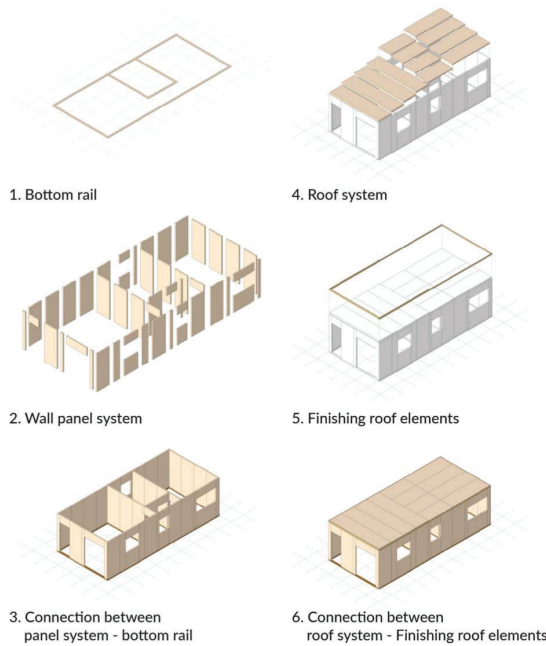 1. Bottom rail
4. Roof system
2. Wall panel system
5. Finishing roof elements
3. Connection between
panel system - bottom rail
6. Connection between
roof system - Finishing roof elements